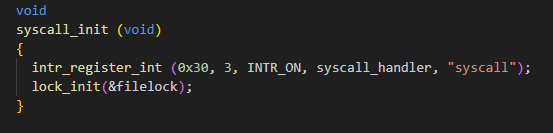 void
syscall_init (void)
{
  intr_register_int (0x30, 3, INTR_ON, syscall_handler, "syscall");
  lock_init(&filelock);
}